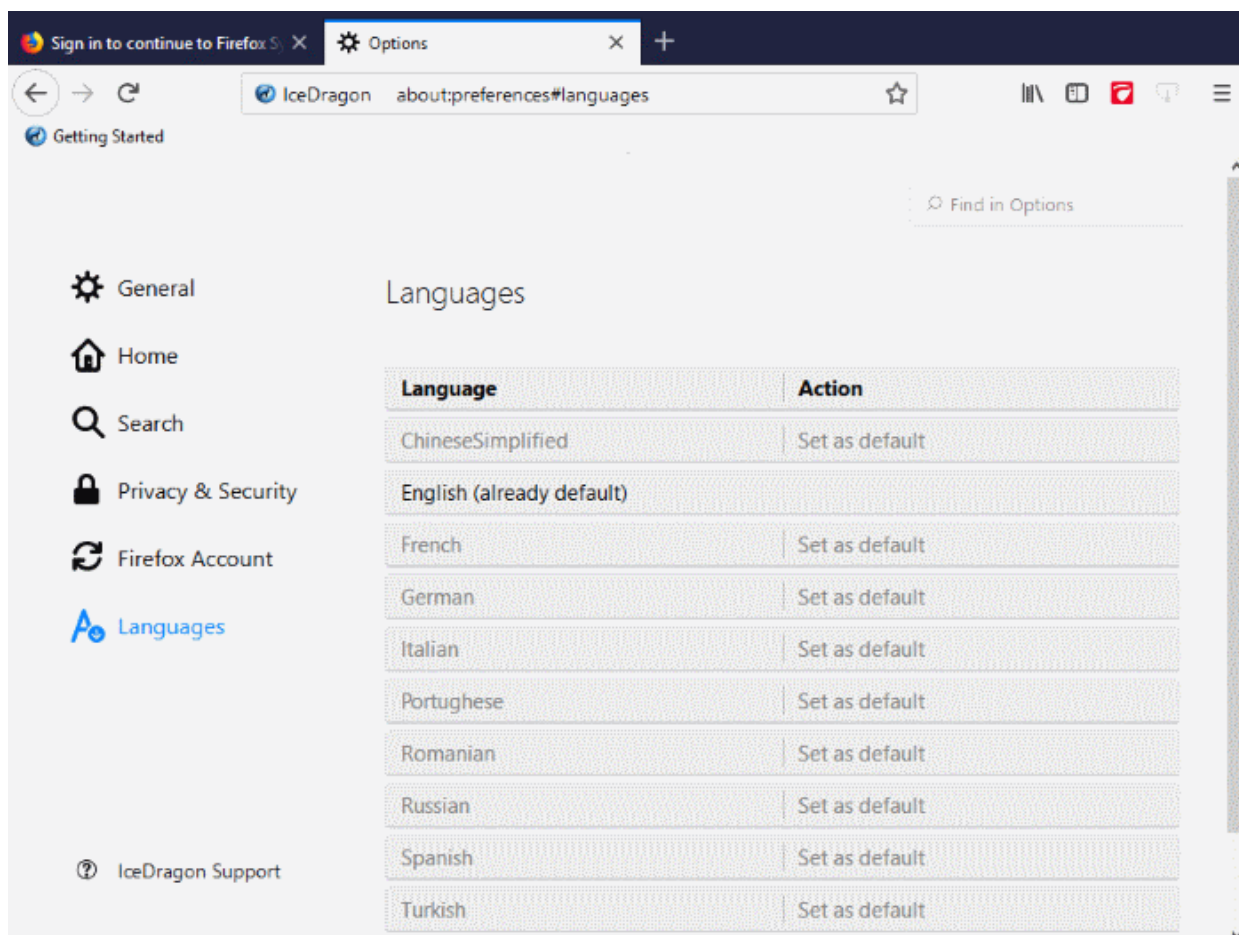 Sign in to continue to Firefox Sy
Options
IceDragon about:preferences#languages
Getting Started
Find in Options
General
Home
Search
Privacy & Security
Firefox Account
Languages
IceDragon Support
Languages
Language Action
ChineseSimplified Set as default
English (already default)
French Set as default
German Set as default
Italian Set as default
Portughese Set as default
Romanian Set as default
Russian Set as default
Spanish Set as default
Turkish Set as default